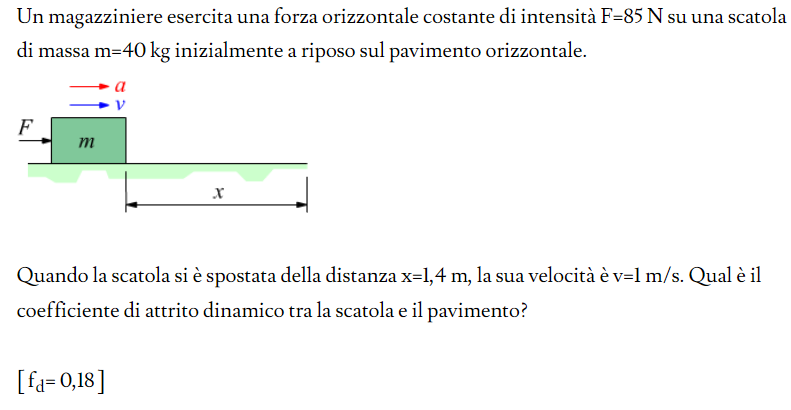 Un magazziniere esercita una forza orizzontale costante di intensità F=85 N su una scatola
di massa m=40 kg inizialmente a riposo sul pavimento orizzontale.
a
v
F
m
x
Quando la scatola si è spostata della distanza x=1,4 m, la sua velocità è v=1 m/s. Qual è il
coefficiente di attrito dinamico tra la scatola e il pavimento?
[ fd= 0,18 ]